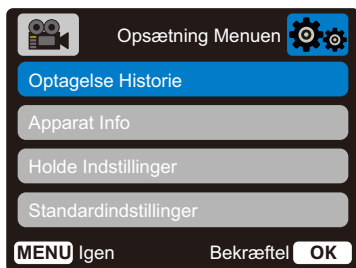 Opsætning Menuen
Optagelse Historie
Apparat Info
Holde Indstillinger
Standardindstillinger
MENU Igen Bekræftel OK